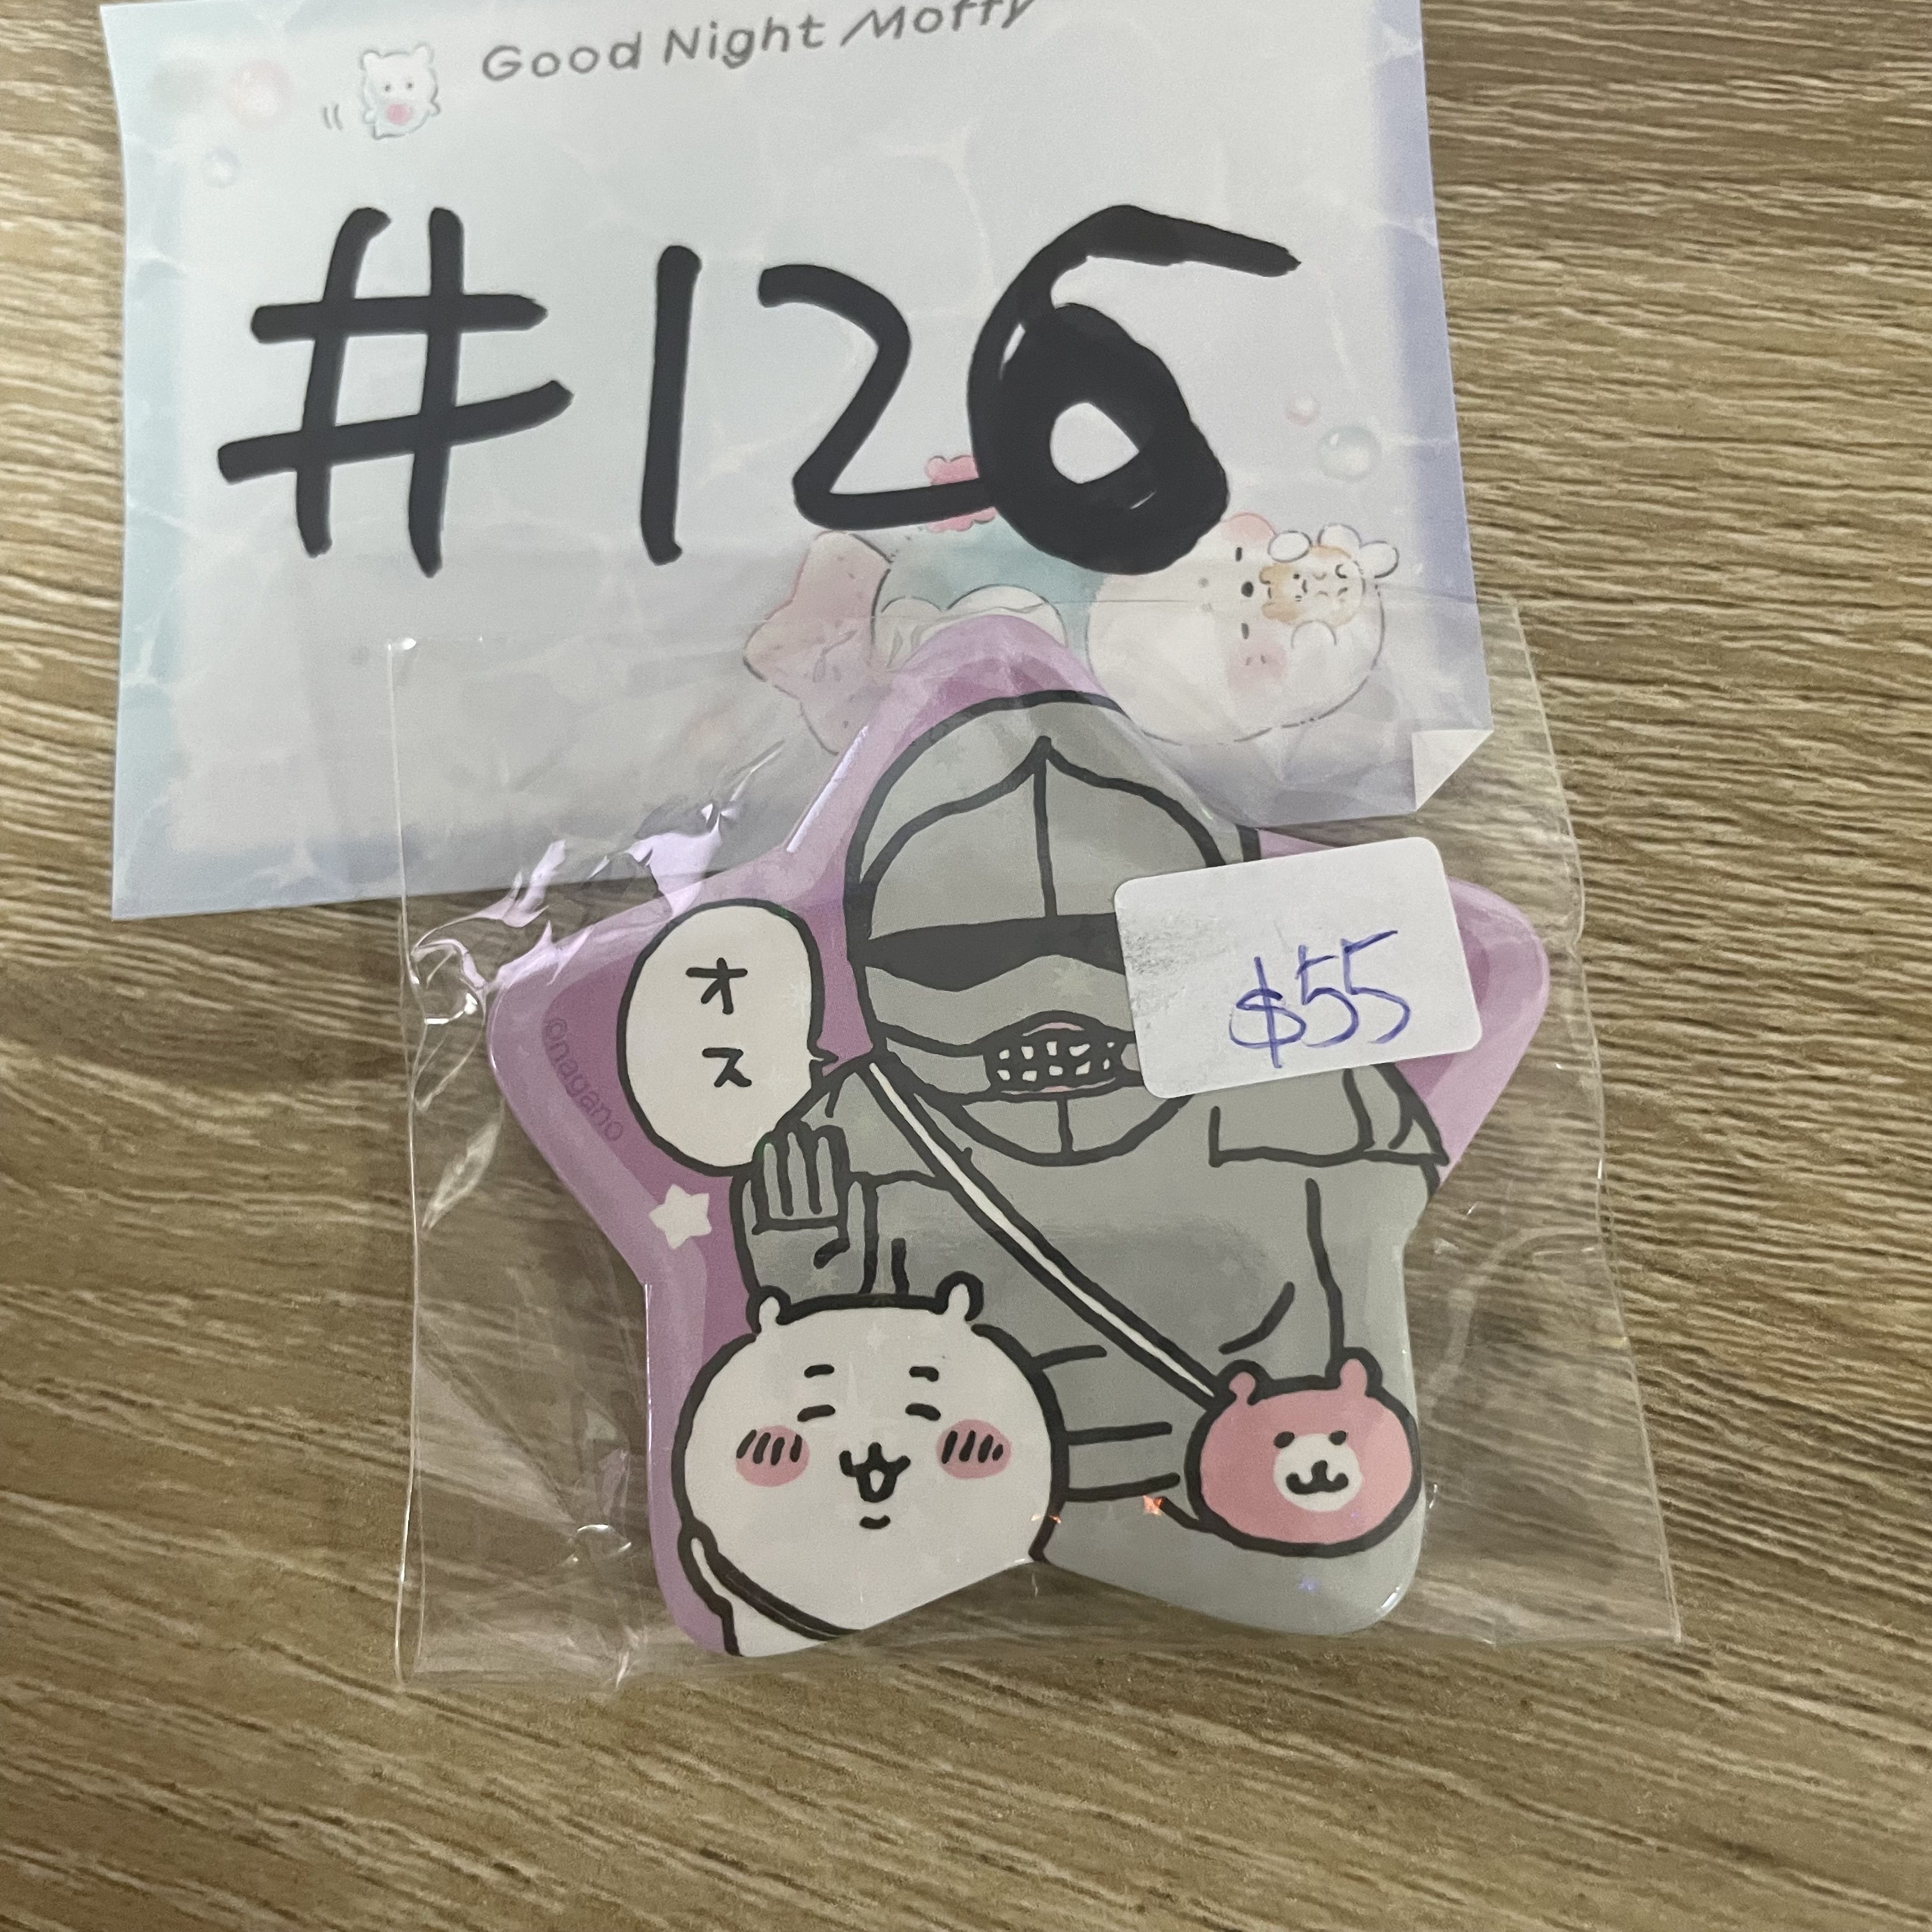 Good Night Moffy
#126
$55
オス
©nagano